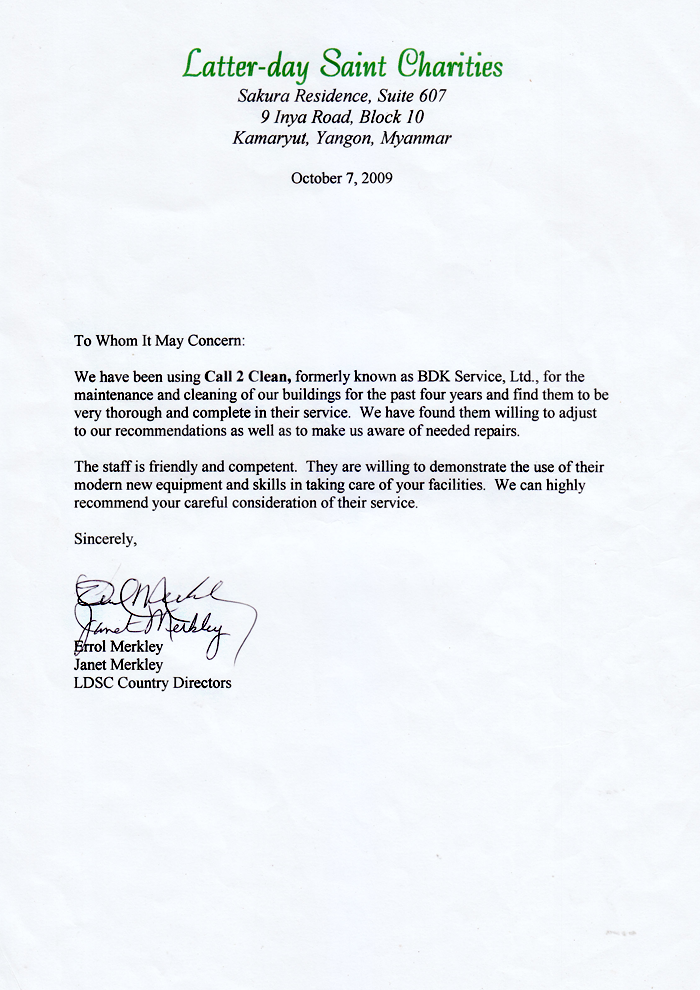 Latter-day Saint Charities
Sakura Residence, Suite 607
9 Inya Road, Block 10
Kamaryut, Yangon, Myanmar
October 7, 2009
To Whom It May Concern:
We have been using Call 2 Clean, formerly known as BDK Service, Ltd., for the
maintenance and cleaning of our buildings for the past four years and find them to be
very thorough and complete in their service.  We have found them willing to adjust
to our recommendations as well as to make us aware of needed repairs.
The staff is friendly and competent.  They are willing to demonstrate the use of their
modern new equipment and skills in taking care of your facilities.  We can highly
recommend your careful consideration of their service.
Sincerely,
Janet Merkley
Errol Merkley
Janet Merkley
LDSC Country Directors